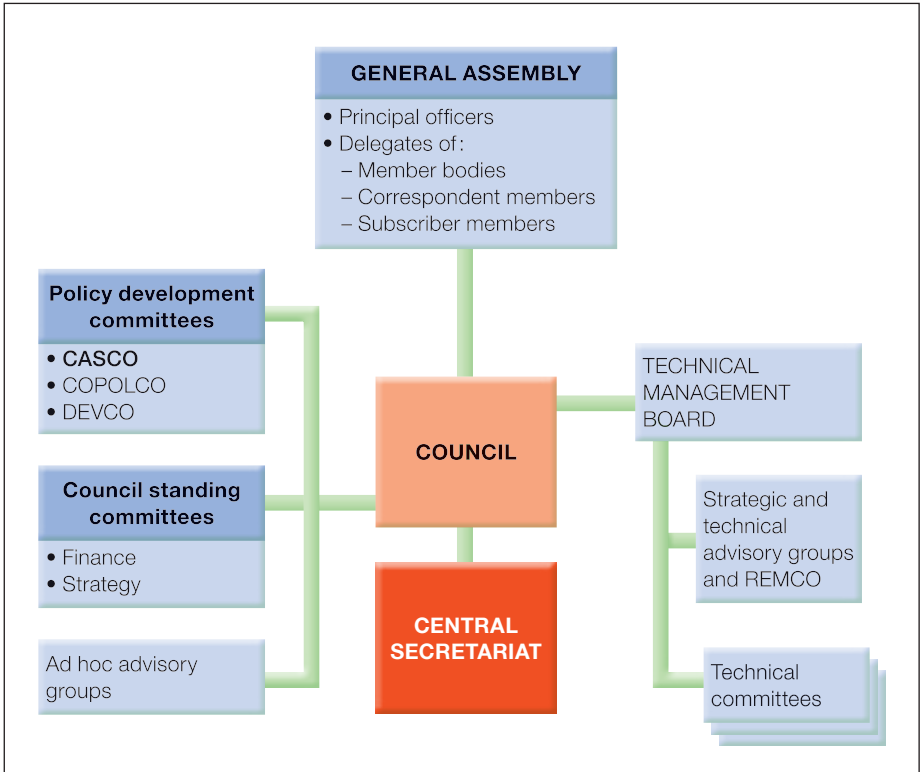 GENERAL ASSEMBLY
• Principal officers
• Delegates of:
– Member bodies
– Correspondent members
– Subscriber members
Policy development
committees
• CASCO
• COPOLCO
• DEVCO
Council standing
committees
• Finance
• Strategy
Ad hoc advisory
groups
COUNCIL
CENTRAL
SECRETARIAT
TECHNICAL
MANAGEMENT
BOARD
Strategic and
technical
advisory groups
and REMCO
Technical
committees